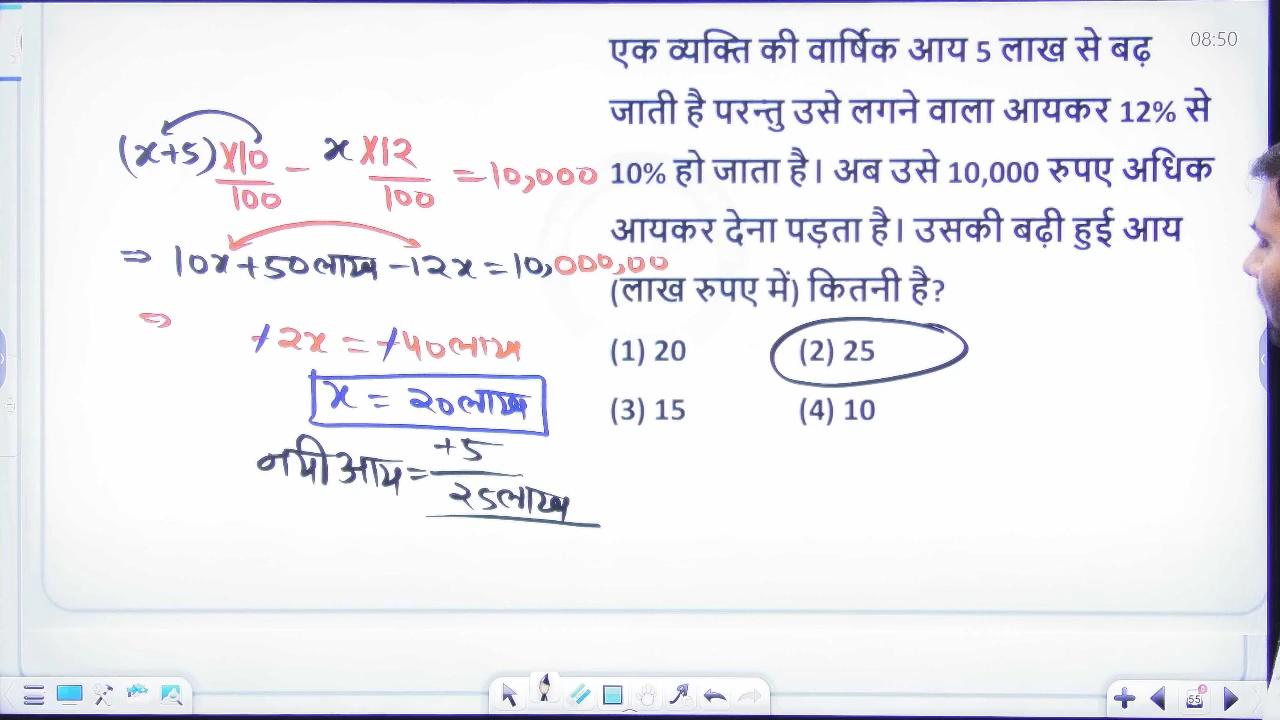 08:50
एक व्यक्ति की वार्षिक आय 5 लाख से बढ़
जाती है परन्तु उसे लगने वाला आयकर 12% से
10% हो जाता है। अब उसे 10,000 रुपए अधिक
आयकर देना पड़ता है। उसकी बढ़ी हुई आय
(लाख रुपए में) कितनी है?
(1) 20 (2) 25
(3) 15 (4) 10
(x+5)×10/100 - x×12/100 = 10,000
⇒ 10x+50लाख -12x = 10,000,00
⇒ +2x = +40लाख
x = २0लाख
नयी आय = +5
२5लाख